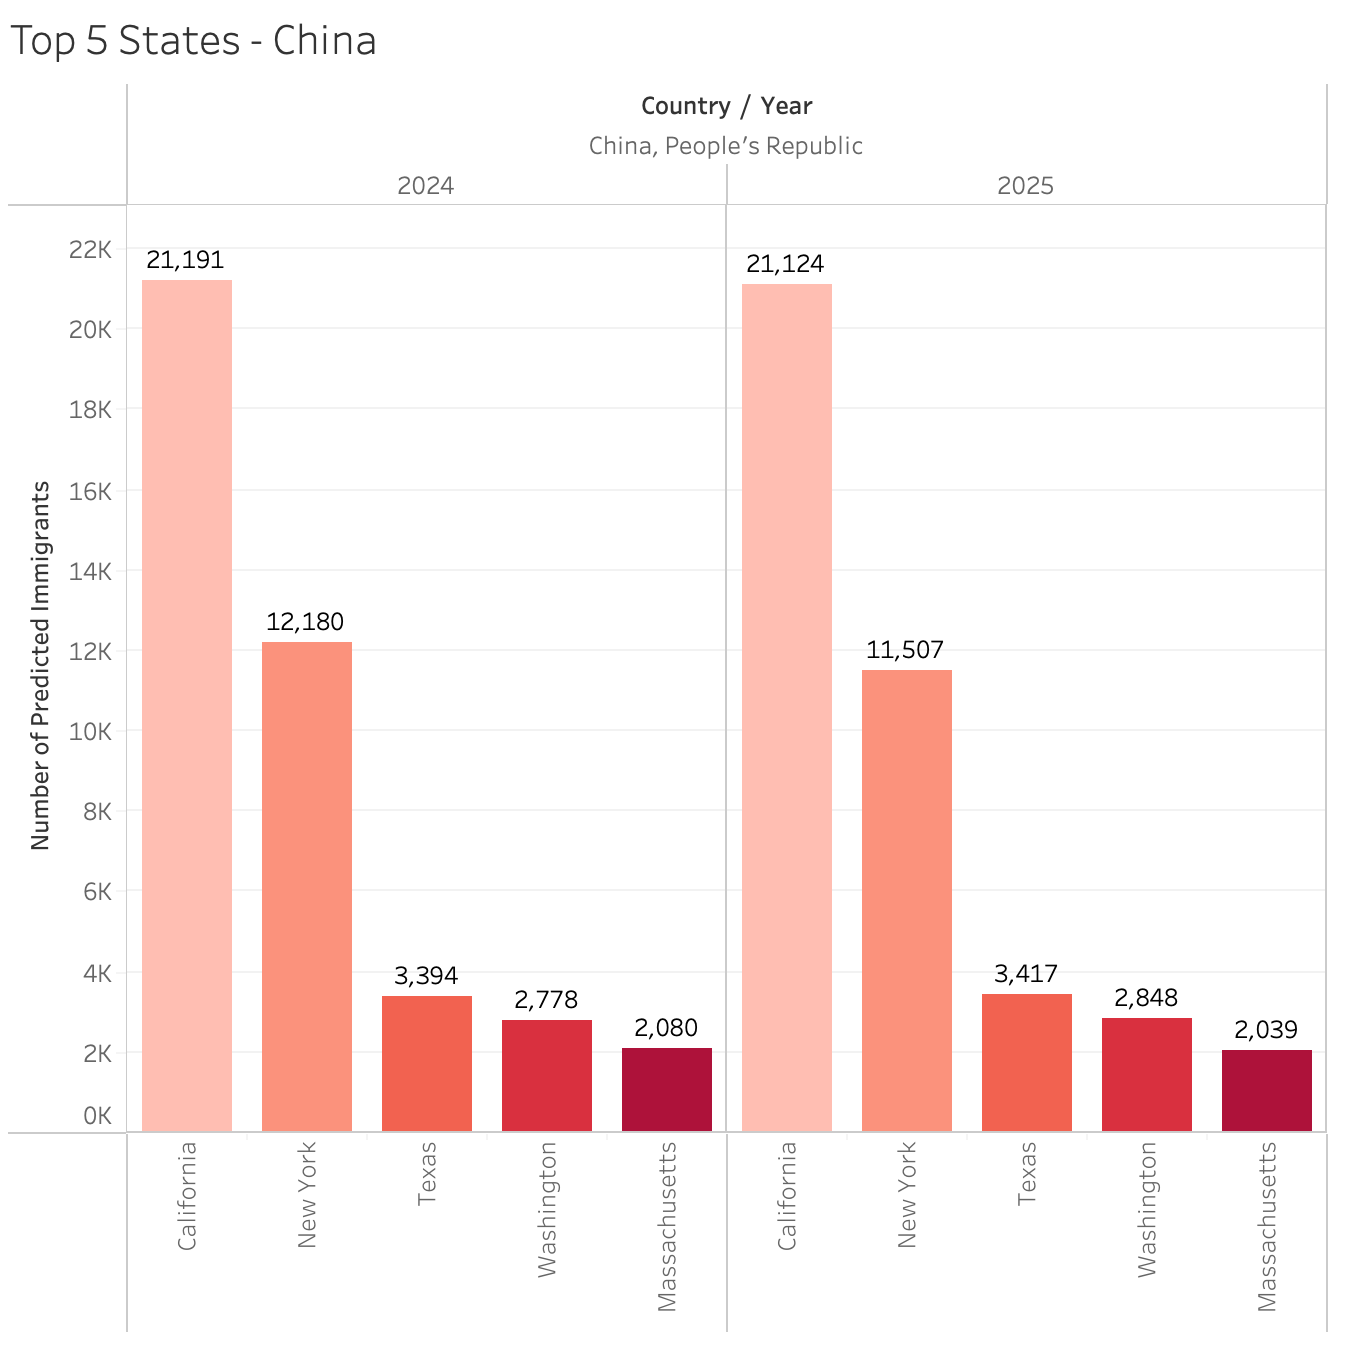 Top 5 States - China
Country / Year
China, People’s Republic
2024
2025
Number of Predicted Immigrants
22K
20K
18K
16K
14K
12K
10K
8K
6K
4K
2K
0K
21,191
12,180
3,394
2,778
2,080
21,124
11,507
3,417
2,848
2,039
California
New York
Texas
Washington
Massachusetts
California
New York
Texas
Washington
Massachusetts